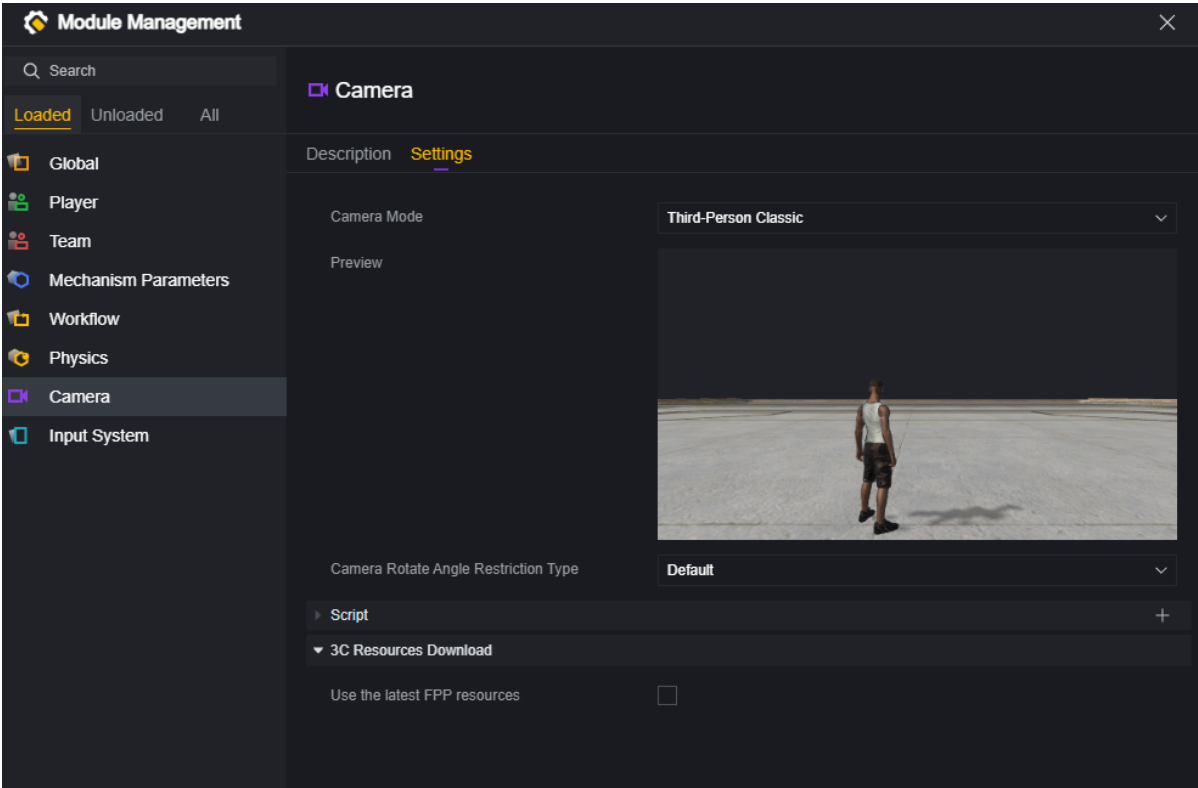 Module Management
Search
Loaded Unloaded All
Global
Player
Team
Mechanism Parameters
Workflow
Physics
Camera
Input System
Camera
Description Settings
Camera Mode Third-Person Classic
Preview
Camera Rotate Angle Restriction Type Default
Script
3C Resources Download
Use the latest FPP resources